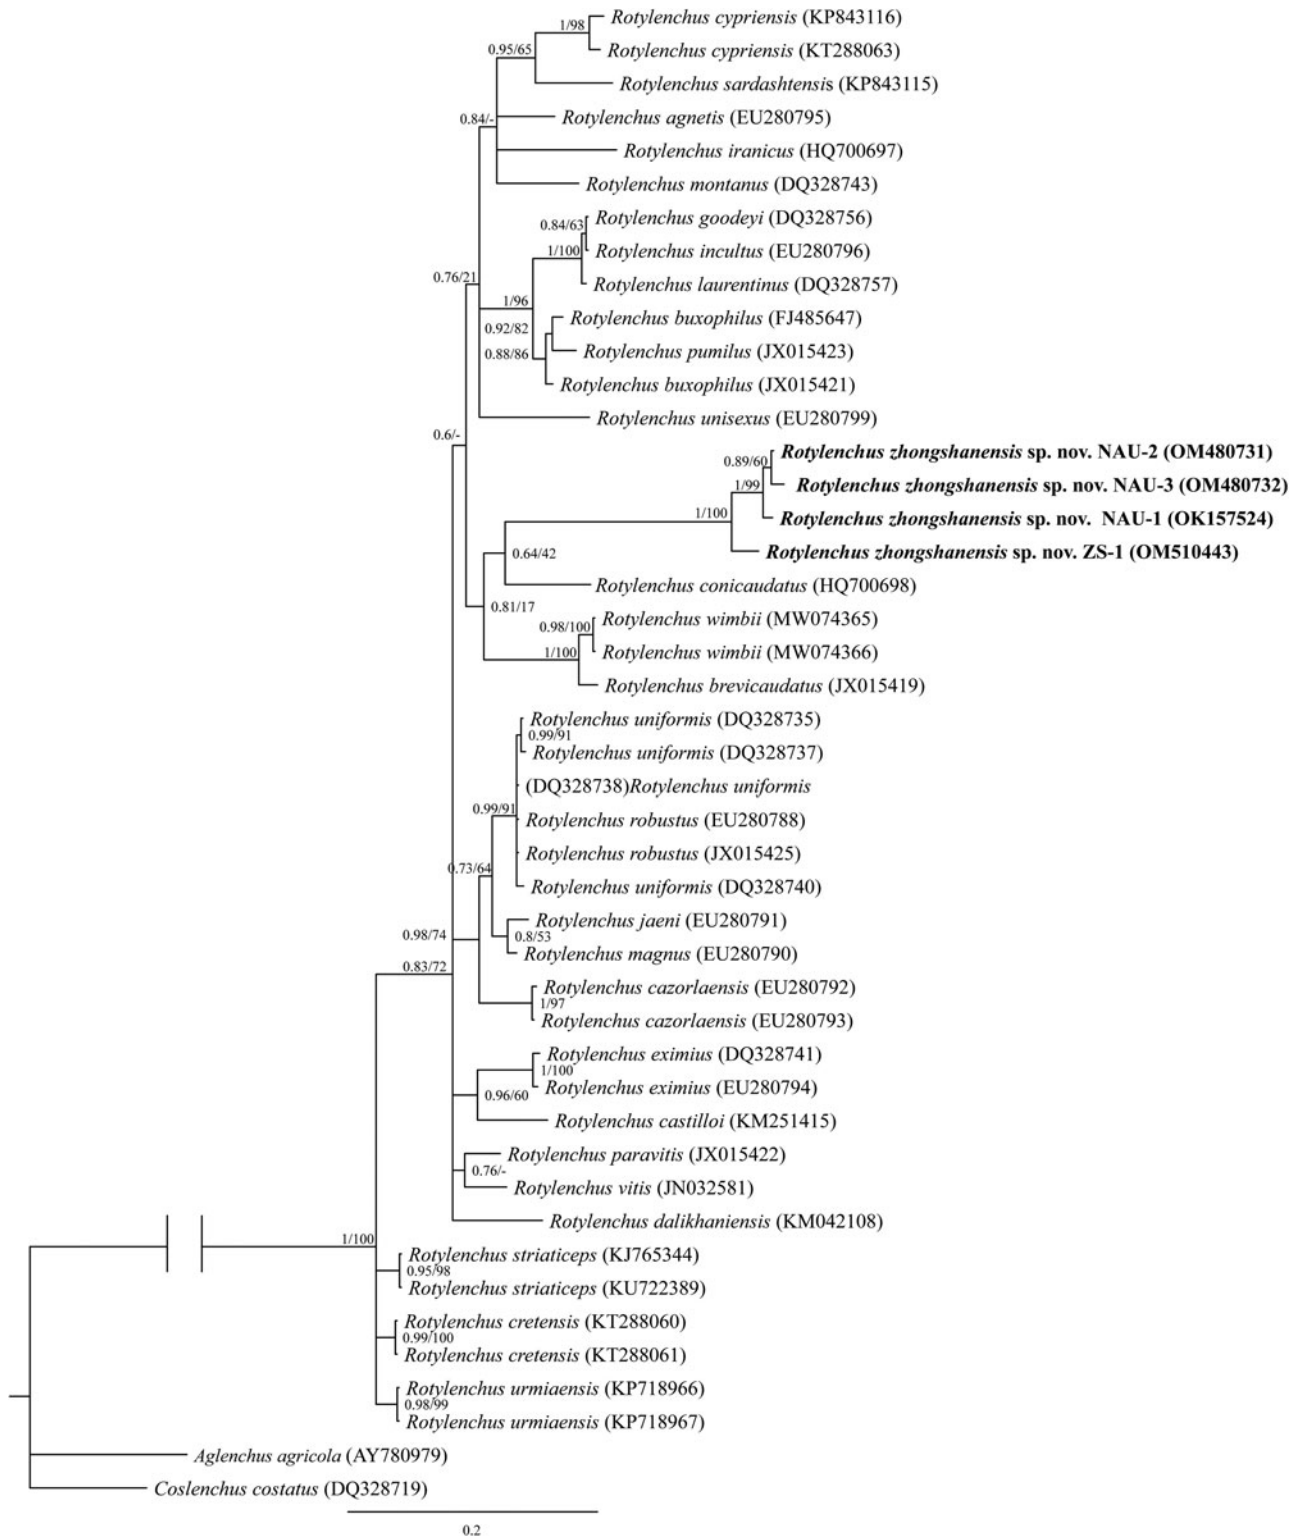 Rotylenchus cypriensis (KP843116)
1/98
0.95/65
Rotylenchus cypriensis (KT288063)
Rotylenchus sardashtensis (KP843115)
0.84/-
Rotylenchus agnetis (EU280795)
Rotylenchus iranicus (HQ700697)
Rotylenchus montanus (DQ328743)
Rotylenchus goodeyi (DQ328756)
0.84/63
1/100
Rotylenchus incultus (EU280796)
0.76/21
Rotylenchus laurentinus (DQ328757)
1/96
Rotylenchus buxophilus (FJ485647)
0.92/82
0.88/86
Rotylenchus pumilus (JX015423)
Rotylenchus buxophilus (JX015421)
Rotylenchus unisexus (EU280799)
0.6/-
Rotylenchus zhongshanensis sp. nov. NAU-2 (OM480731)
0.89/60
1/99
Rotylenchus zhongshanensis sp. nov. NAU-3 (OM480732)
1/100
Rotylenchus zhongshanensis sp. nov. NAU-1 (OK157524)
0.64/42
Rotylenchus zhongshanensis sp. nov. ZS-1 (OM510443)
Rotylenchus conicaudatus (HQ700698)
0.81/17
Rotylenchus wimbii (MW074365)
0.98/100
1/100
Rotylenchus wimbii (MW074366)
Rotylenchus brevicaudatus (JX015419)
Rotylenchus uniformis (DQ328735)
0.99/91
Rotylenchus uniformis (DQ328737)
(DQ328738)Rotylenchus uniformis
0.99/91
Rotylenchus robustus (EU280788)
Rotylenchus robustus (JX015425)
0.73/64
Rotylenchus uniformis (DQ328740)
Rotylenchus jaeni (EU280791)
0.98/74
0.8/53
Rotylenchus magnus (EU280790)
0.83/72
Rotylenchus cazorlaensis (EU280792)
1/97
Rotylenchus cazorlaensis (EU280793)
Rotylenchus eximius (DQ328741)
1/100
Rotylenchus eximius (EU280794)
0.96/60
Rotylenchus castilloi (KM251415)
Rotylenchus paravitis (JX015422)
0.76/-
Rotylenchus vitis (JN032581)
Rotylenchus dalikhaniensis (KM042108)
1/100
Rotylenchus striaticeps (KJ765344)
0.95/98
Rotylenchus striaticeps (KU722389)
Rotylenchus cretensis (KT288060)
0.99/100
Rotylenchus cretensis (KT288061)
Rotylenchus urmiaensis (KP718966)
0.98/99
Rotylenchus urmiaensis (KP718967)
Aglenchus agricola (AY780979)
Coslenchus costatus (DQ328719)
0.2